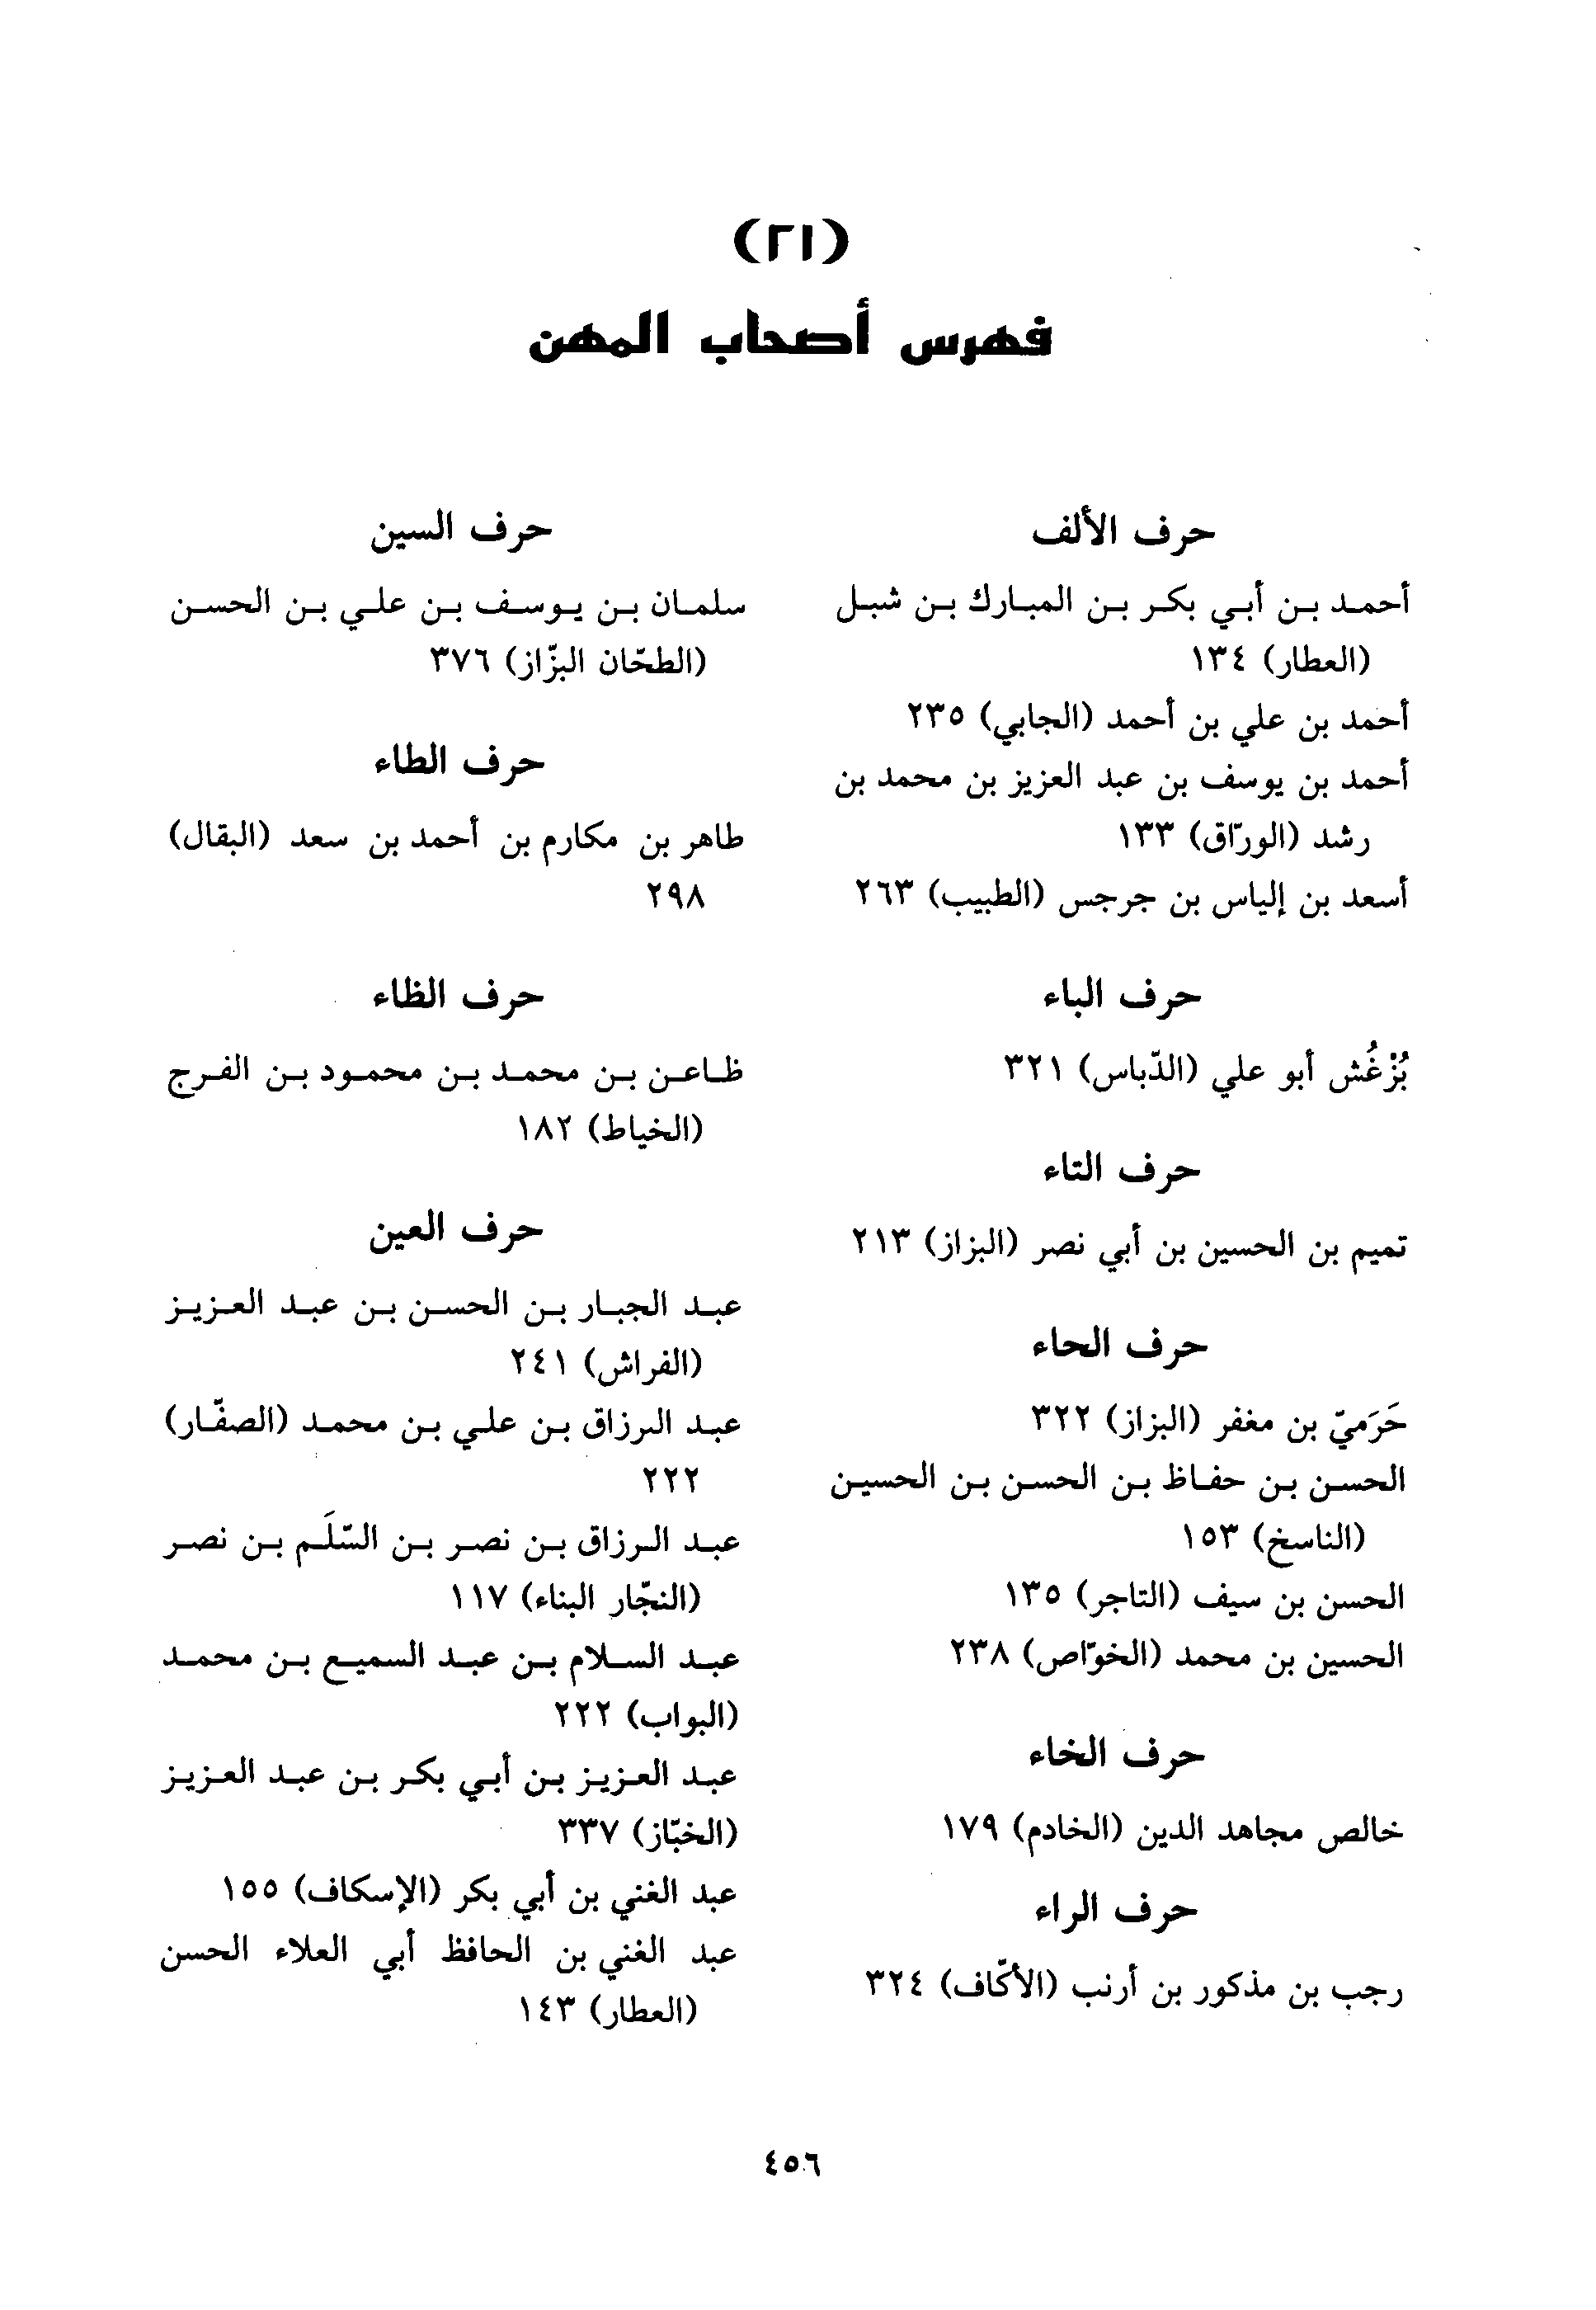 (٢١)
فهرس أصحاب المهن
حرف الألف
أحمد بن أبي بكر بن المبارك بن شبل
(العطار) ١٣٤
أحمد بن علي بن أحمد (الجابي) ٢٣٥
أحمد بن يوسف بن عبد العزيز بن محمد بن
رشد (الورّاق) ١٣٣
أسعد بن إلياس بن جرجس (الطبيب) ٢٦٣
حرف الباء
بُزْغُش أبو علي (الدّباس) ٣٢١
حرف التاء
تميم بن الحسين بن أبي نصر (البزاز) ٢١٣
حرف الحاء
حَرَميّ بن مغفر (البزاز) ٣٢٢
الحسن بن حفاظ بن الحسن بن الحسين
(الناسخ) ١٥٣
الحسن بن سيف (التاجر) ١٣٥
الحسين بن محمد (الخوّاص) ٢٣٨
حرف الخاء
خالص مجاهد الدين (الخادم) ١٧٩
حرف الراء
رجب بن مذكور بن أرنب (الأكّاف) ٣٢٤
حرف السين
سلمان بن يوسف بن علي بن الحسن
(الطحّان البزّاز) ٣٧٦
حرف الطاء
طاهر بن مكارم بن أحمد بن سعد (البقال)
٢٩٨
حرف الظاء
ظاعن بن محمد بن محمود بن الفرج
(الخياط) ١٨٢
حرف العين
عبد الجبار بن الحسن بن عبد العزيز
(الفراش) ٢٤١
عبد الرزاق بن علي بن محمد (الصفّار)
٢٢٢
عبد الرزاق بن نصر بن السّلَم بن نصر
(النجّار البناء) ١١٧
عبد السلام بن عبد السميع بن محمد
(البواب) ٢٢٢
عبد العزيز بن أبي بكر بن عبد العزيز
(الخبّاز) ٣٣٧
عبد الغني بن أبي بكر (الإسكاف) ١٥٥
عبد الغني بن الحافظ أبي العلاء الحسن
(العطار) ١٤٣
٤٥٦